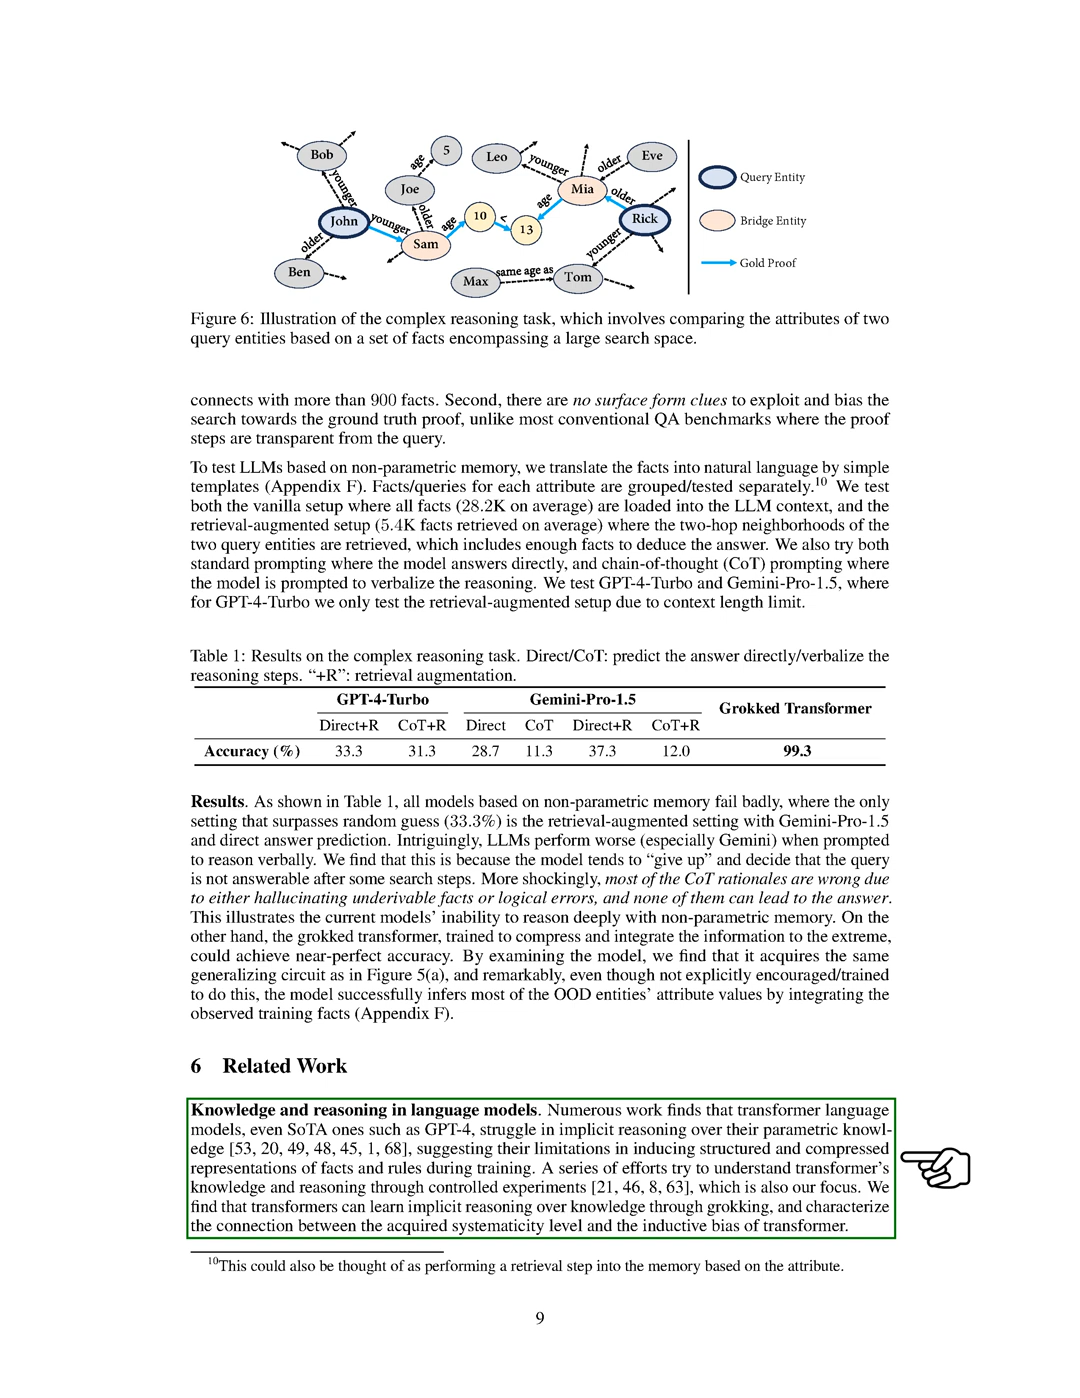 Bob
younger
John
older
Ben
younger
Sam
older
Joe
age
5
age
10
<
13
age
Leo
younger
Mia
older
Eve
older
Rick
younger
Tom
same age as
Max
Query Entity
Bridge Entity
Gold Proof
Figure 6: Illustration of the complex reasoning task, which involves comparing the attributes of two
query entities based on a set of facts encompassing a large search space.
connects with more than 900 facts. Second, there are no surface form clues to exploit and bias the
search towards the ground truth proof, unlike most conventional QA benchmarks where the proof
steps are transparent from the query.
To test LLMs based on non-parametric memory, we translate the facts into natural language by simple
templates (Appendix F). Facts/queries for each attribute are grouped/tested separately.10 We test
both the vanilla setup where all facts (28.2K on average) are loaded into the LLM context, and the
retrieval-augmented setup (5.4K facts retrieved on average) where the two-hop neighborhoods of the
two query entities are retrieved, which includes enough facts to deduce the answer. We also try both
standard prompting where the model answers directly, and chain-of-thought (CoT) prompting where
the model is prompted to verbalize the reasoning. We test GPT-4-Turbo and Gemini-Pro-1.5, where
for GPT-4-Turbo we only test the retrieval-augmented setup due to context length limit.
Table 1: Results on the complex reasoning task. Direct/CoT: predict the answer directly/verbalize the
reasoning steps. “+R”: retrieval augmentation.
GPT-4-Turbo Gemini-Pro-1.5 Grokked Transformer
Direct+R CoT+R Direct CoT Direct+R CoT+R
Accuracy (%) 33.3 31.3 28.7 11.3 37.3 12.0 99.3
Results. As shown in Table 1, all models based on non-parametric memory fail badly, where the only
setting that surpasses random guess (33.3%) is the retrieval-augmented setting with Gemini-Pro-1.5
and direct answer prediction. Intriguingly, LLMs perform worse (especially Gemini) when prompted
to reason verbally. We find that this is because the model tends to “give up” and decide that the query
is not answerable after some search steps. More shockingly, most of the CoT rationales are wrong due
to either hallucinating underivable facts or logical errors, and none of them can lead to the answer.
This illustrates the current models’ inability to reason deeply with non-parametric memory. On the
other hand, the grokked transformer, trained to compress and integrate the information to the extreme,
could achieve near-perfect accuracy. By examining the model, we find that it acquires the same
generalizing circuit as in Figure 5(a), and remarkably, even though not explicitly encouraged/trained
to do this, the model successfully infers most of the OOD entities’ attribute values by integrating the
observed training facts (Appendix F).
6 Related Work
Knowledge and reasoning in language models. Numerous work finds that transformer language
models, even SoTA ones such as GPT-4, struggle in implicit reasoning over their parametric knowl-
edge [53, 20, 49, 48, 45, 1, 68], suggesting their limitations in inducing structured and compressed
representations of facts and rules during training. A series of efforts try to understand transformer’s
knowledge and reasoning through controlled experiments [21, 46, 8, 63], which is also our focus. We
find that transformers can learn implicit reasoning over knowledge through grokking, and characterize
the connection between the acquired systematicity level and the inductive bias of transformer.
10This could also be thought of as performing a retrieval step into the memory based on the attribute.
9